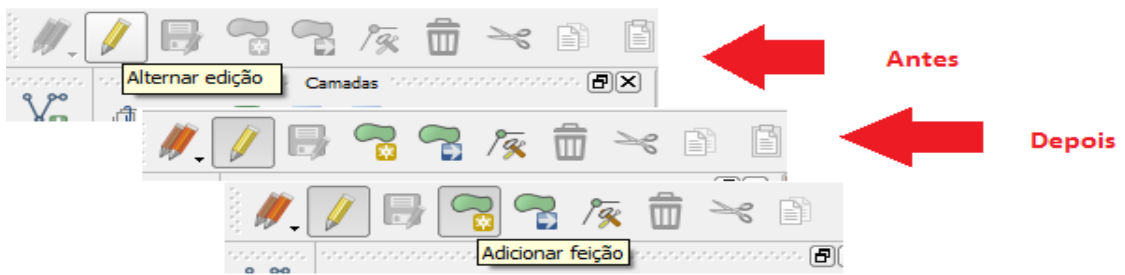 Antes
Alternar edição
Camadas
Depois
Adicionar feição